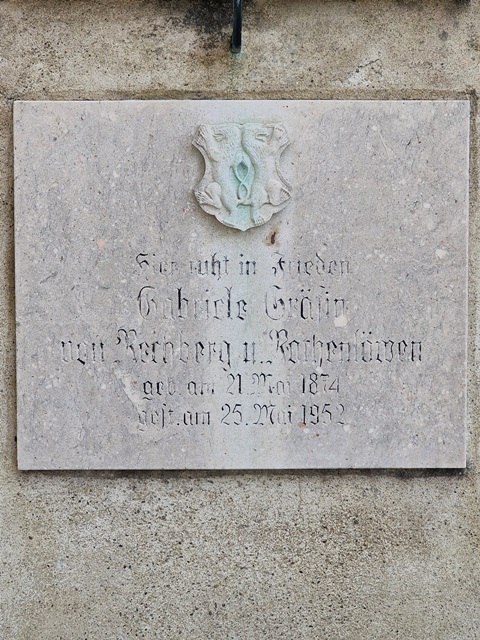 Hier ruht in Frieden
Gabriele Gräfin
von Rechberg u. Rothenlöwen
geb. am 21. Mai 1874
gest. am 25. Mai 1952